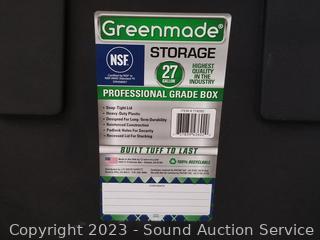 Greenmade®
NSF
STORAGE
27
GALLON
HIGHEST
QUALITY
IN THE
INDUSTRY
PROFESSIONAL GRADE BOX
- Snap-Tight Lid
- Heavy-Duty Plastic
- Designed For Long-Term Durability
- Reinforced Construction
- Padlock Holes For Security
- Recessed Lid For Stacking
BUILT TUFF TO LAST
100% RECYCLABLE
Copyright © 2023 - Sound Auction Service